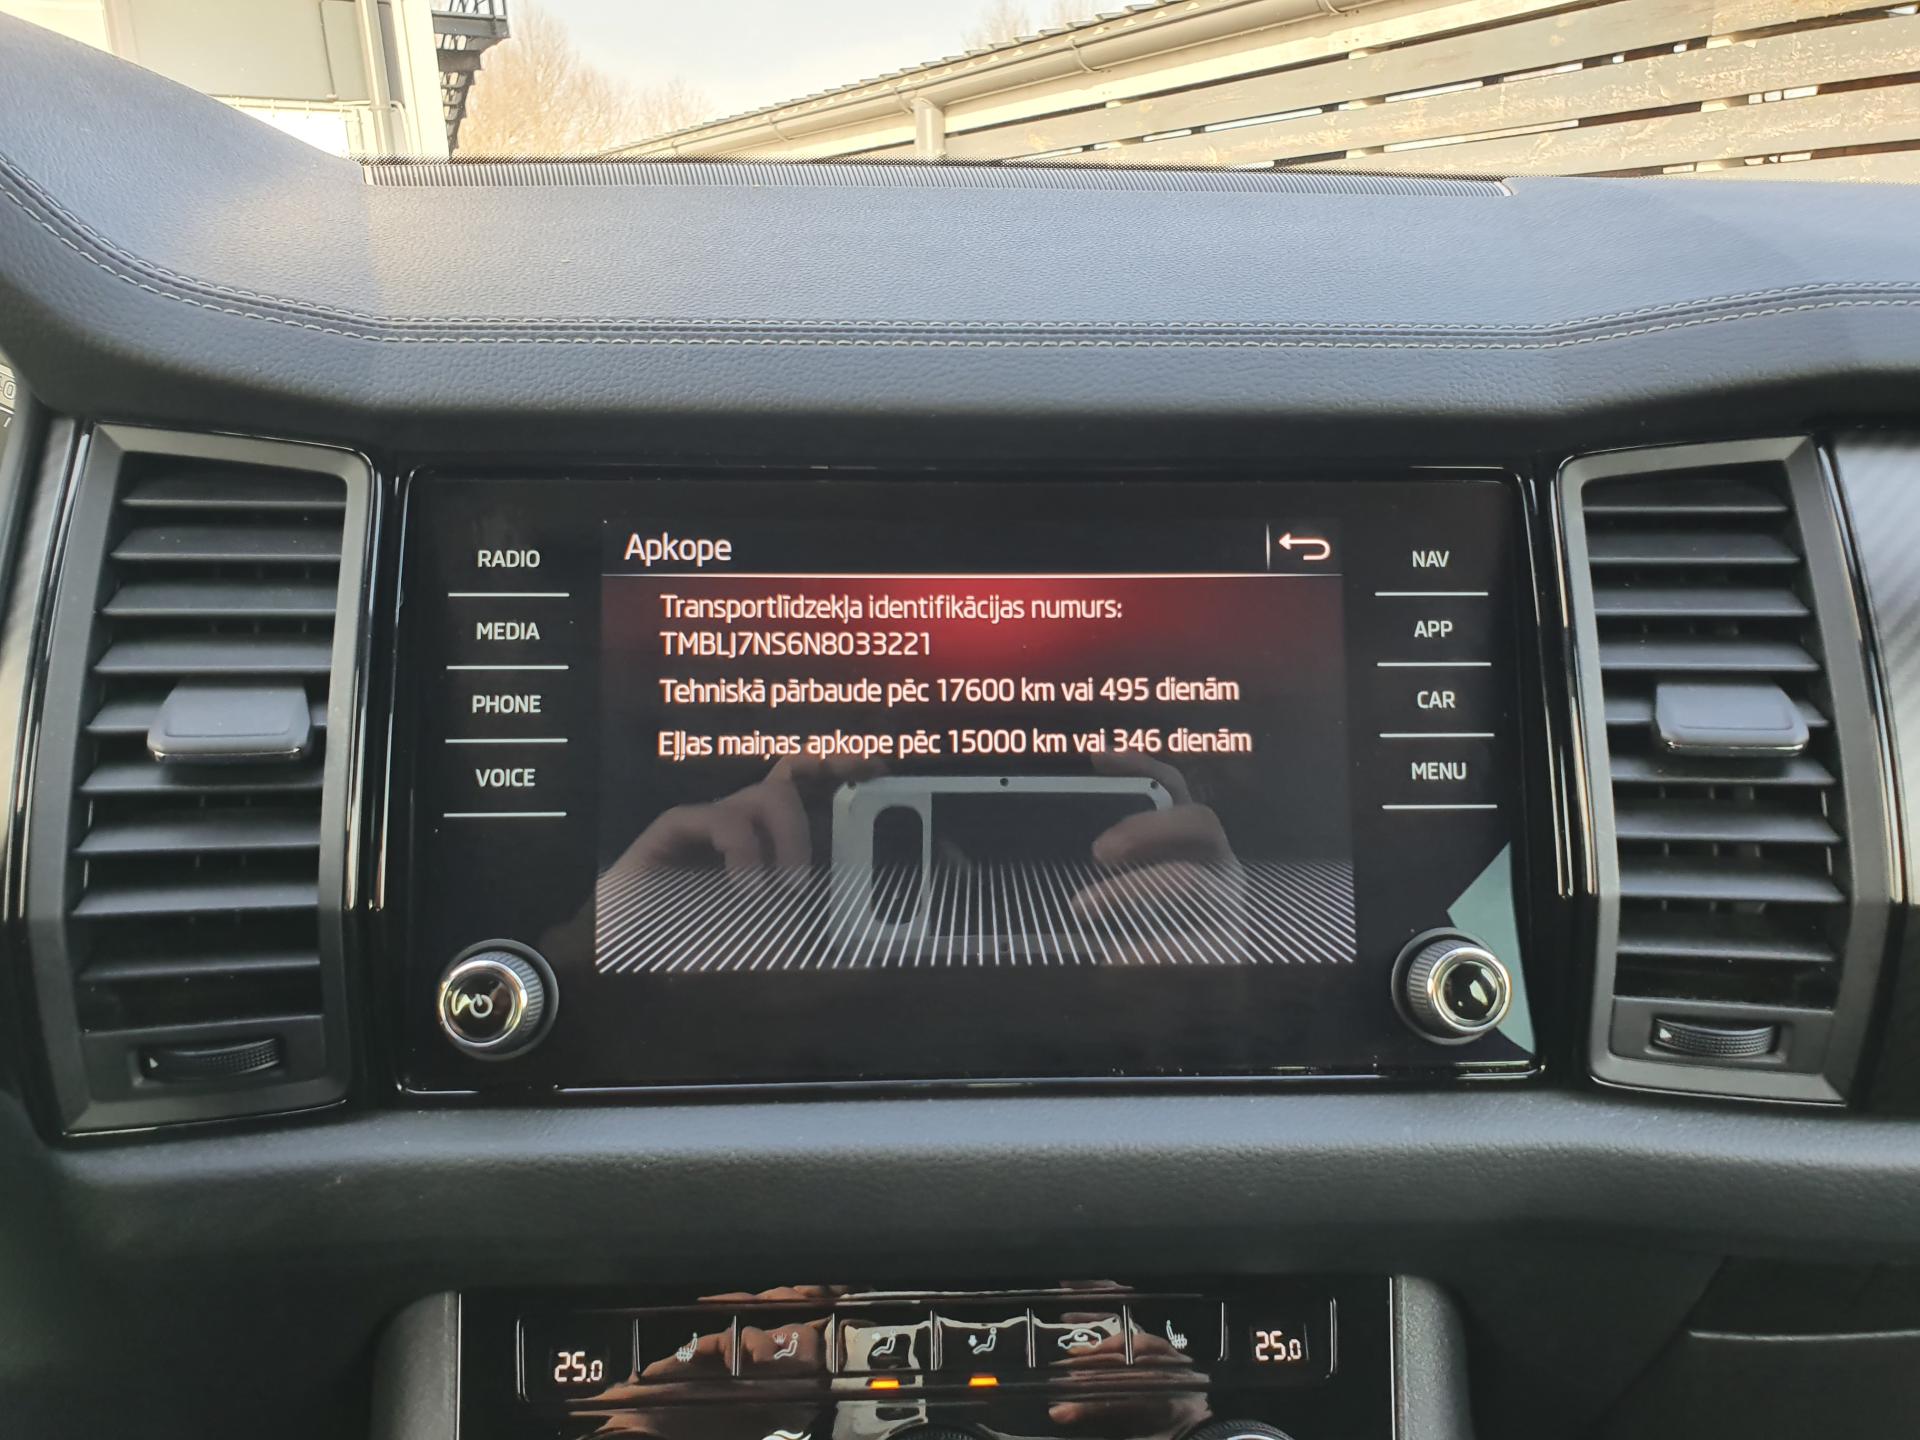 Apkope
RADIO
MEDIA
PHONE
VOICE
Transportlīdzekļa identifikācijas numurs:
TMBLJ7NS6N8033221
Tehniskā pārbaude pēc 17600 km vai 495 dienām
Eļļas maiņas apkope pēc 15000 km vai 346 dienām
NAV
APP
CAR
MENU
25.0
25.0